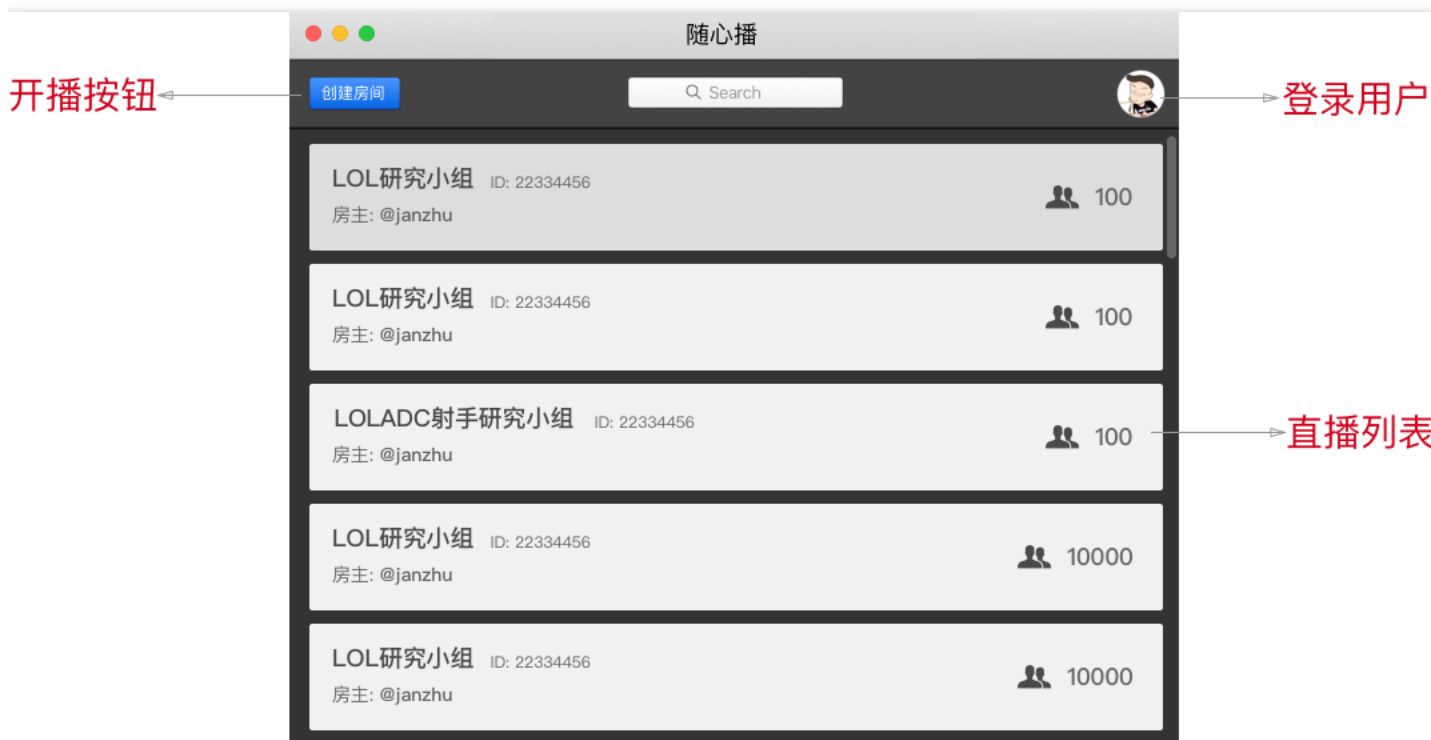 随心播
开播按钮
创建房间
Search
登录用户
LOL研究小组 ID: 22334456
房主: @janzhu
100
LOL研究小组 ID: 22334456
房主: @janzhu
100
LOLADC射手研究小组 ID: 22334456
房主: @janzhu
100
直播列表
LOL研究小组 ID: 22334456
房主: @janzhu
10000
LOL研究小组 ID: 22334456
房主: @janzhu
10000